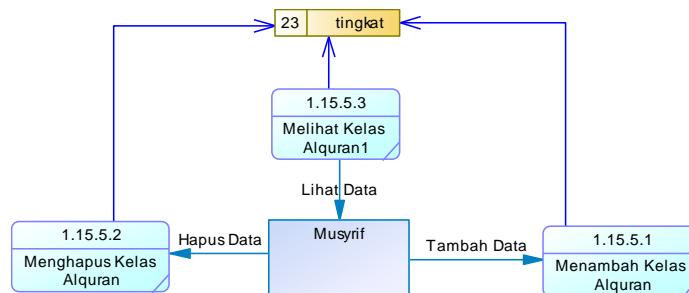 23 tingkat
1.15.5.3
Melihat Kelas
Alquran1
Lihat Data
1.15.5.2
Menghapus Kelas
Alquran
Hapus Data
Musyrif
Tambah Data
1.15.5.1
Menambah Kelas
Alquran